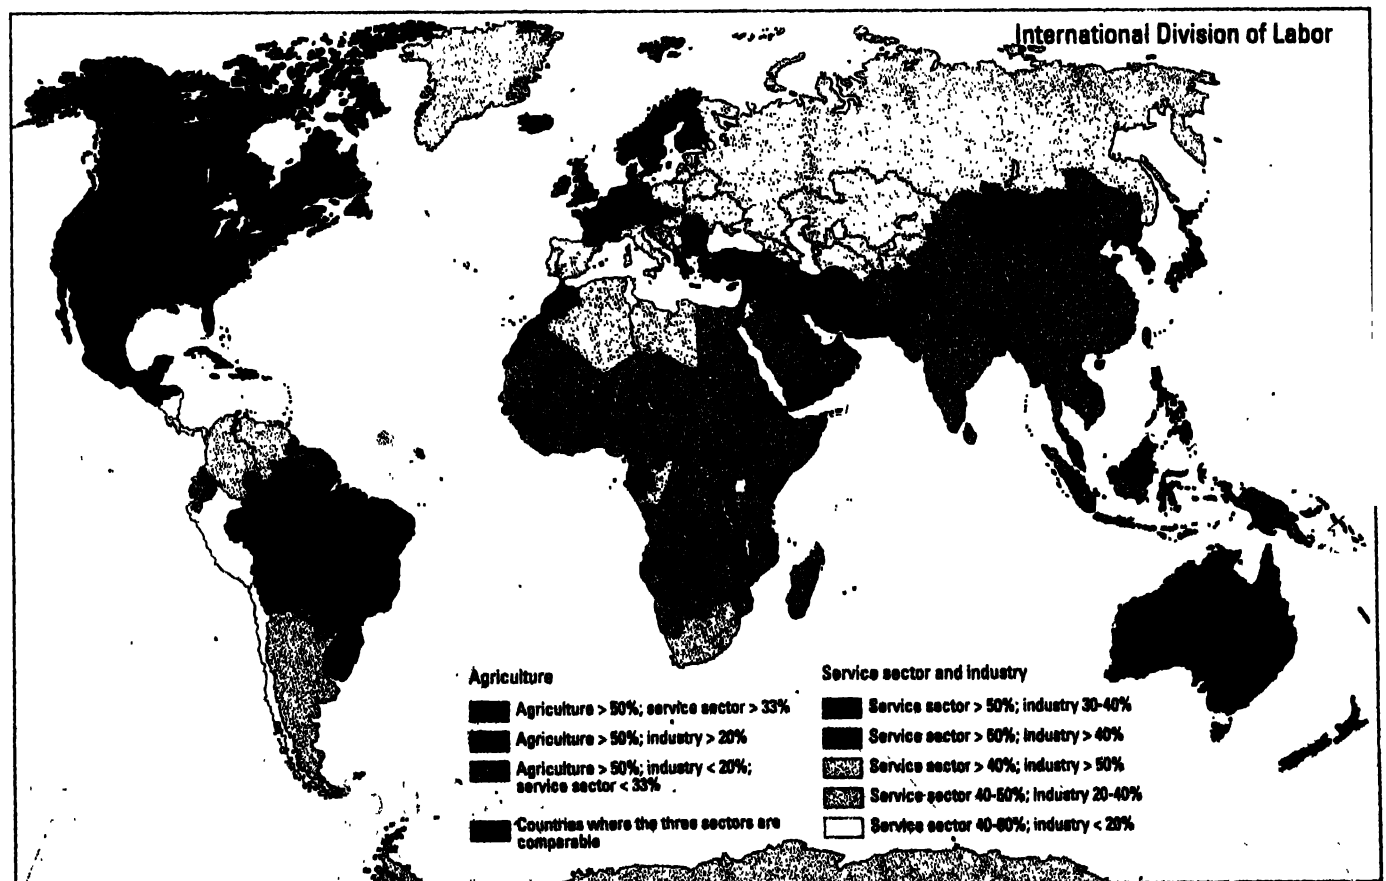 International Division of Labor
Agriculture
Agriculture > 50%; service sector > 33%
Agriculture > 50%; industry > 20%
Agriculture > 50%; industry < 20%;
service sector < 33%
Countries where the three sectors are
comparable
Service sector and industry
Service sector > 50%; industry 30-40%
Service sector > 50%; industry > 40%
Service sector > 40%; industry > 50%
Service sector 40-50%; industry 20-40%
Service sector 40-60%; industry < 20%